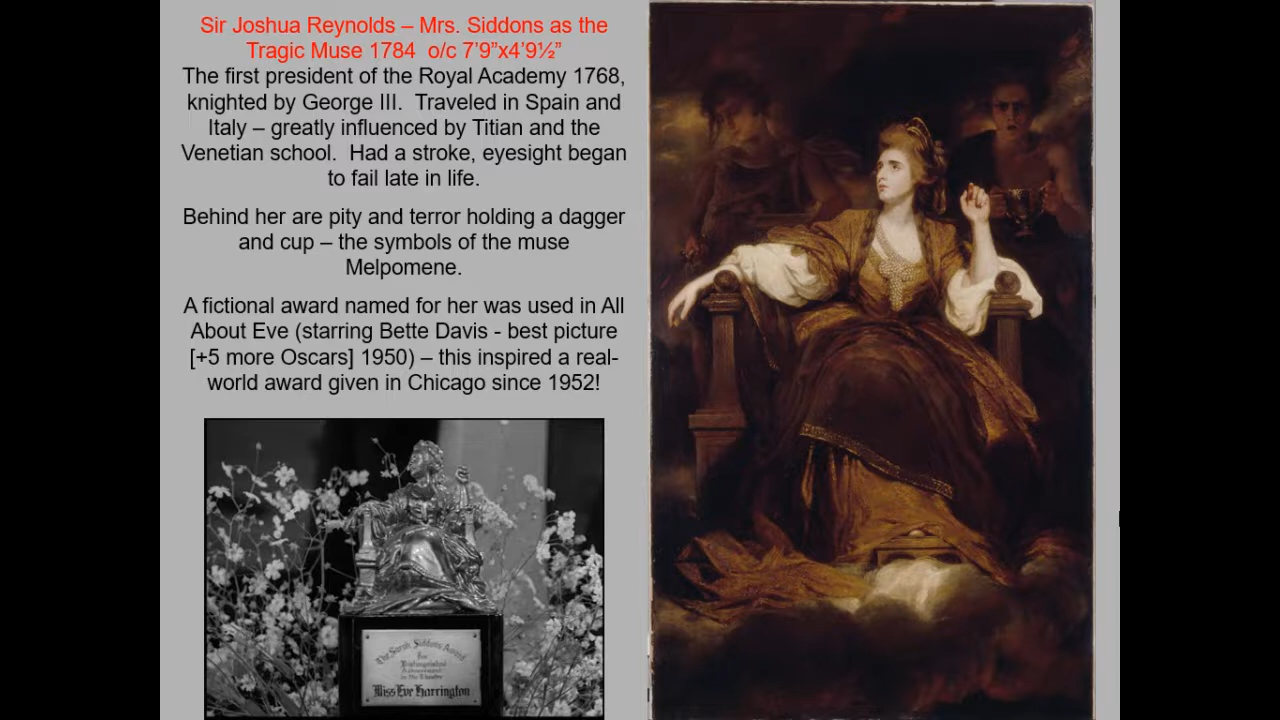 Sir Joshua Reynolds – Mrs. Siddons as the
Tragic Muse 1784  o/c 7’9”x4’9½”
The first president of the Royal Academy 1768,
knighted by George III.  Traveled in Spain and
Italy – greatly influenced by Titian and the
Venetian school.  Had a stroke, eyesight began
to fail late in life.
Behind her are pity and terror holding a dagger
and cup – the symbols of the muse
Melpomene.
A fictional award named for her was used in All
About Eve (starring Bette Davis - best picture
[+5 more Oscars] 1950) – this inspired a real-
world award given in Chicago since 1952!
The Sarah Siddons Award
for
Distinguished
Achievement
in the Theatre
Miss Eve Harrington